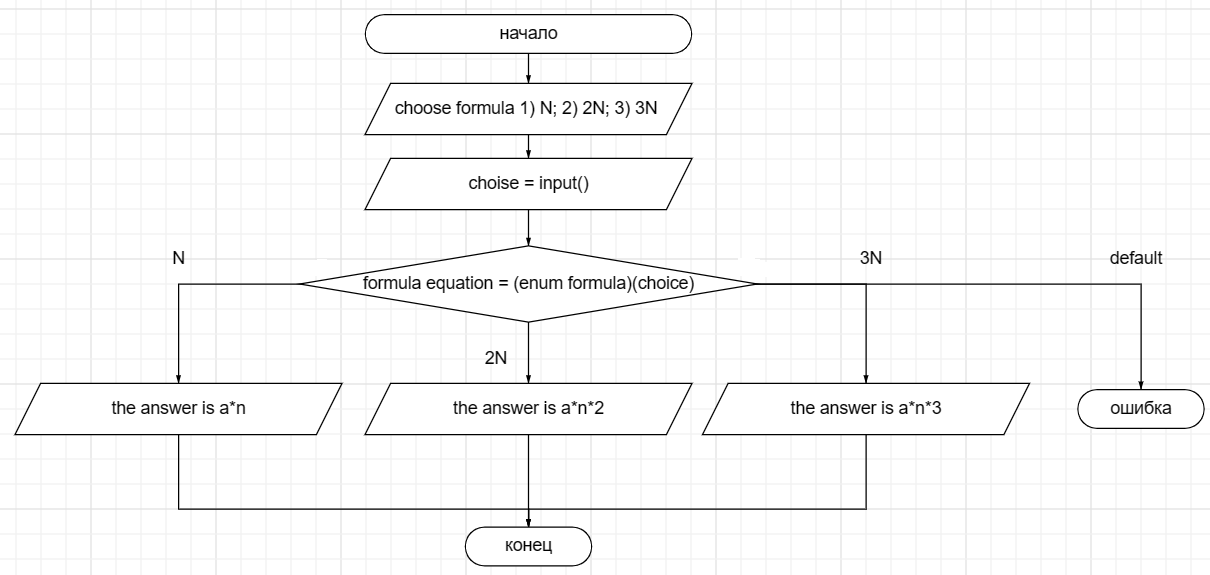 начало
choose formula 1) N; 2) 2N; 3) 3N
choise = input()
N
3N
default
formula equation = (enum formula)(choice)
2N
the answer is a*n
the answer is a*n*2
the answer is a*n*3
ошибка
конец